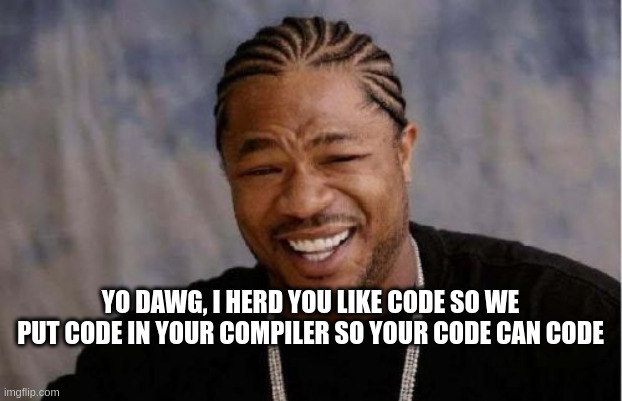 YO DAWG, I HERD YOU LIKE CODE SO WE
PUT CODE IN YOUR COMPILER SO YOUR CODE CAN CODE
imgflip.com